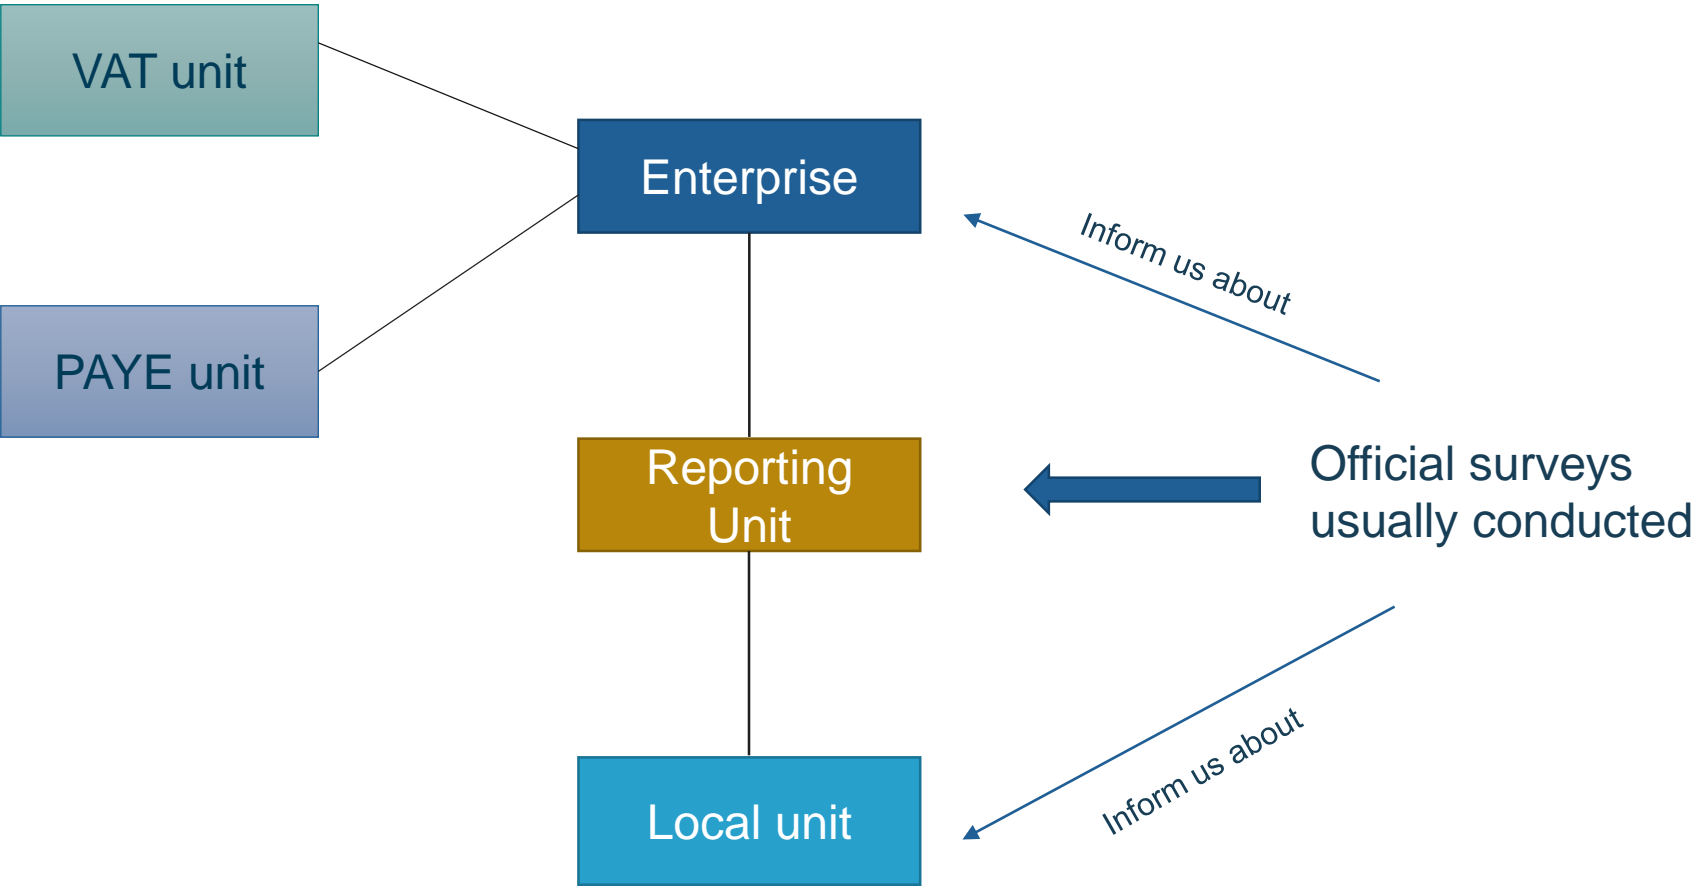 VAT unit
Enterprise
Inform us about
PAYE unit
Reporting
Unit
Official surveys
usually conducted
Inform us about
Local unit